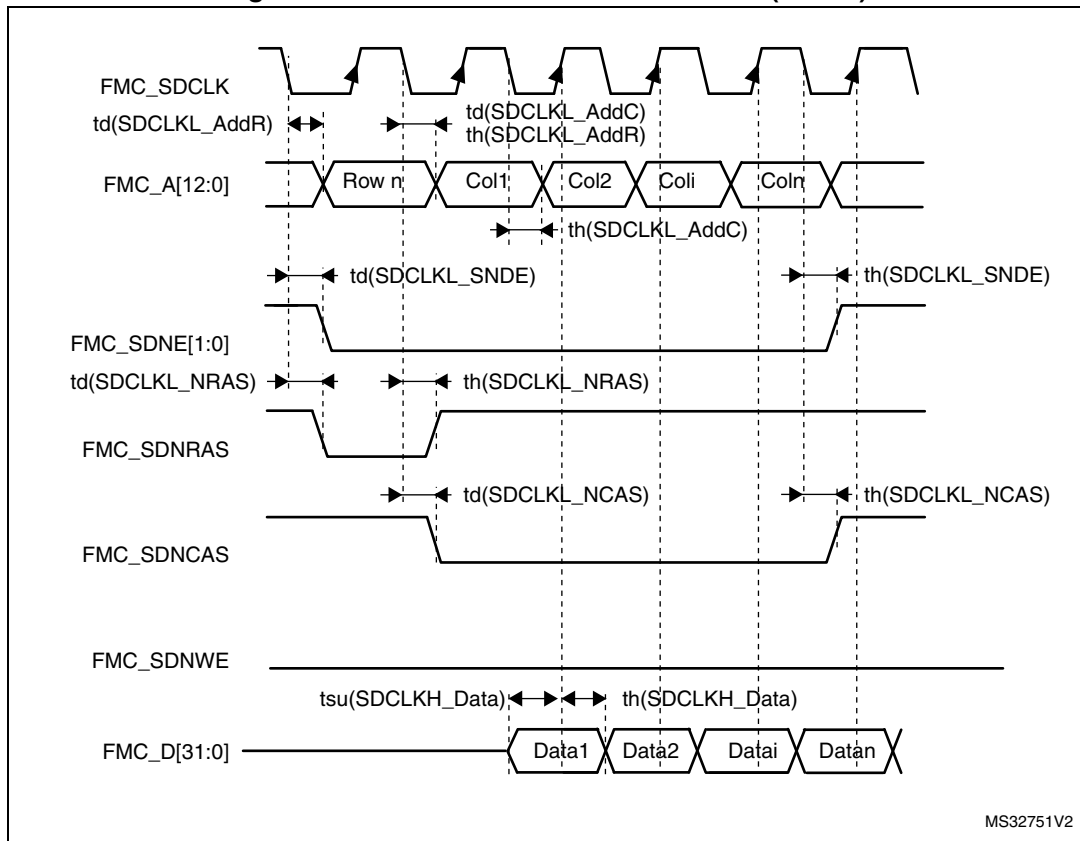 FMC_SDCLK
td(SDCLKL_AddR)
td(SDCLKL_AddC)
th(SDCLKL_AddR)
FMC_A[12:0]
Row n
Col1
Col2
Coli
Coln
th(SDCLKL_AddC)
td(SDCLKL_SNDE)
th(SDCLKL_SNDE)
FMC_SDNE[1:0]
td(SDCLKL_NRAS)
th(SDCLKL_NRAS)
FMC_SDNRAS
td(SDCLKL_NCAS)
th(SDCLKL_NCAS)
FMC_SDNCAS
FMC_SDNWE
tsu(SDCLKH_Data)
th(SDCLKH_Data)
FMC_D[31:0]
Data1
Data2
Datai
Datan
MS32751V2